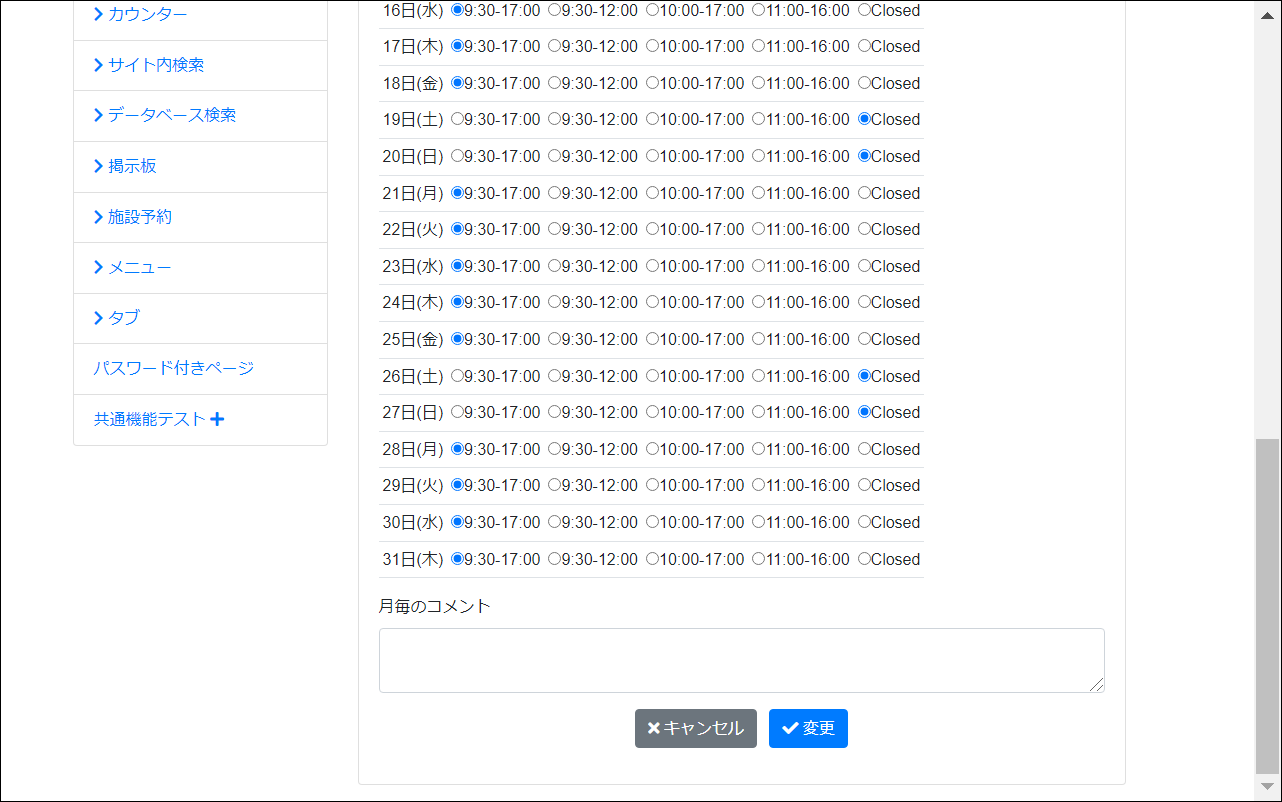 カウンター
サイト内検索
データベース検索
掲示板
施設予約
メニュー
タブ
パスワード付きページ
共通機能テスト
16日(水) 9:30-17:00 9:30-12:00 10:00-17:00 11:00-16:00 Closed
17日(木) 9:30-17:00 9:30-12:00 10:00-17:00 11:00-16:00 Closed
18日(金) 9:30-17:00 9:30-12:00 10:00-17:00 11:00-16:00 Closed
19日(土) 9:30-17:00 9:30-12:00 10:00-17:00 11:00-16:00 Closed
20日(日) 9:30-17:00 9:30-12:00 10:00-17:00 11:00-16:00 Closed
21日(月) 9:30-17:00 9:30-12:00 10:00-17:00 11:00-16:00 Closed
22日(火) 9:30-17:00 9:30-12:00 10:00-17:00 11:00-16:00 Closed
23日(水) 9:30-17:00 9:30-12:00 10:00-17:00 11:00-16:00 Closed
24日(木) 9:30-17:00 9:30-12:00 10:00-17:00 11:00-16:00 Closed
25日(金) 9:30-17:00 9:30-12:00 10:00-17:00 11:00-16:00 Closed
26日(土) 9:30-17:00 9:30-12:00 10:00-17:00 11:00-16:00 Closed
27日(日) 9:30-17:00 9:30-12:00 10:00-17:00 11:00-16:00 Closed
28日(月) 9:30-17:00 9:30-12:00 10:00-17:00 11:00-16:00 Closed
29日(火) 9:30-17:00 9:30-12:00 10:00-17:00 11:00-16:00 Closed
30日(水) 9:30-17:00 9:30-12:00 10:00-17:00 11:00-16:00 Closed
31日(木) 9:30-17:00 9:30-12:00 10:00-17:00 11:00-16:00 Closed
月毎のコメント
キャンセル 変更